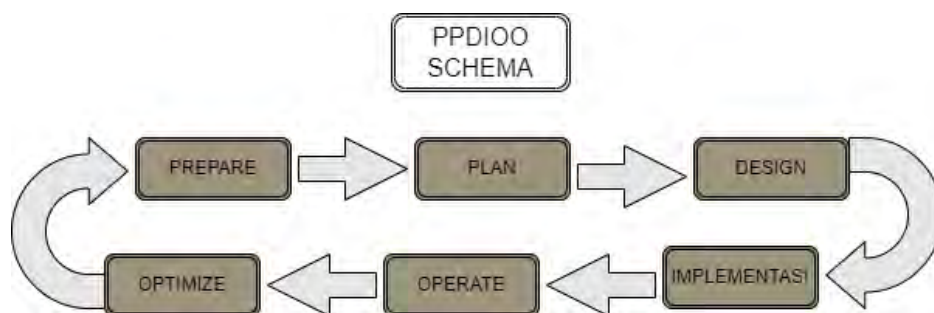 PPDIOO
SCHEMA
PREPARE
PLAN
DESIGN
OPTIMIZE
OPERATE
IMPLEMENTASI